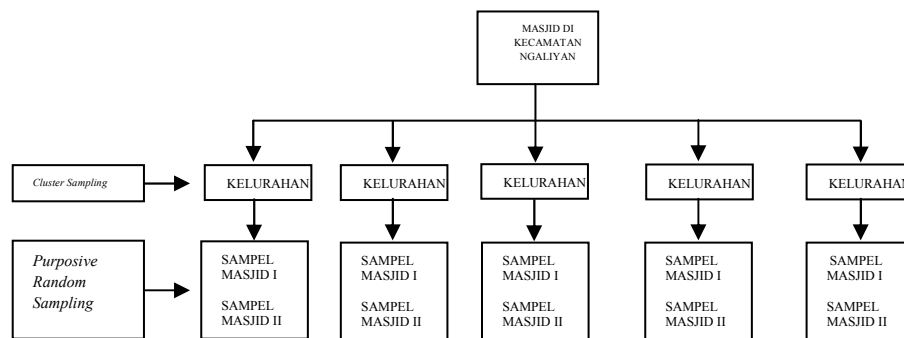 MASJID DI
KECAMATAN
NGALIYAN
Cluster Sampling
KELURAHAN
KELURAHAN
KELURAHAN
KELURAHAN
KELURAHAN
Purposive
Random
Sampling
SAMPEL
MASJID I
SAMPEL
MASJID II
SAMPEL
MASJID I
SAMPEL
MASJID II
SAMPEL
MASJID I
SAMPEL
MASJID II
SAMPEL
MASJID I
SAMPEL
MASJID II
SAMPEL
MASJID I
SAMPEL
MASJID II